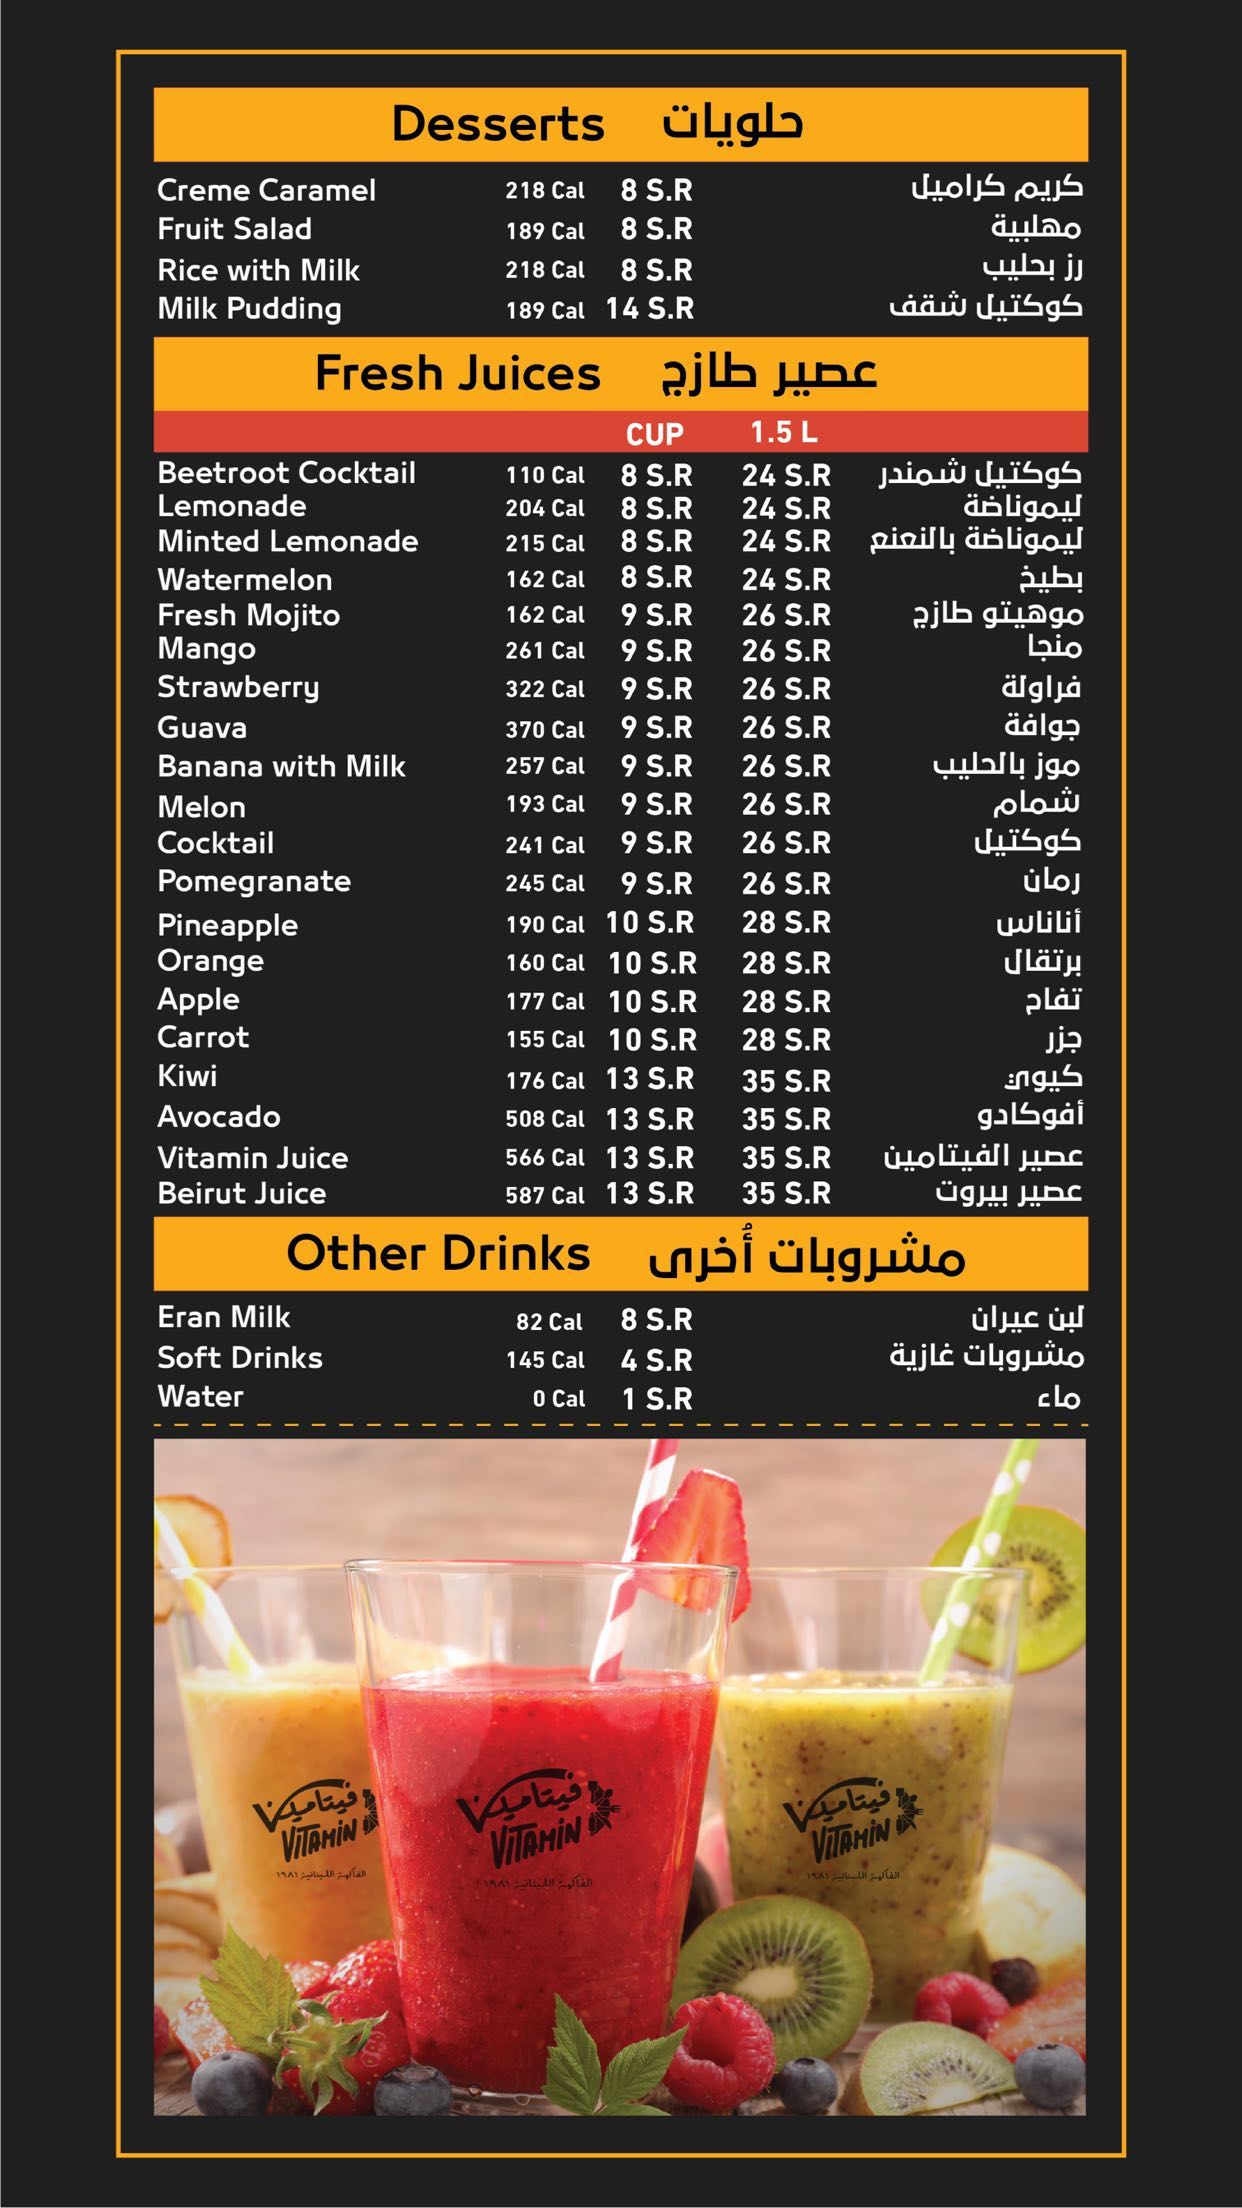 Desserts حلويات
Creme Caramel 218 Cal 8 S.R كريم كراميل
Fruit Salad 189 Cal 8 S.R مهلبية
Rice with Milk 218 Cal 8 S.R رز بحليب
Milk Pudding 189 Cal 14 S.R كوكتيل شقف
Fresh Juices عصير طازج
CUP 1.5 L
Beetroot Cocktail 110 Cal 8 S.R 24 S.R كوكتيل شمندر
Lemonade 204 Cal 8 S.R 24 S.R ليموناضة
Minted Lemonade 215 Cal 8 S.R 24 S.R ليموناضة بالنعنع
Watermelon 162 Cal 8 S.R 24 S.R بطيخ
Fresh Mojito 162 Cal 9 S.R 26 S.R موهيتو طازج
Mango 261 Cal 9 S.R 26 S.R منجا
Strawberry 322 Cal 9 S.R 26 S.R فراولة
Guava 370 Cal 9 S.R 26 S.R جوافة
Banana with Milk 257 Cal 9 S.R 26 S.R موز بالحليب
Melon 193 Cal 9 S.R 26 S.R شمام
Cocktail 241 Cal 9 S.R 26 S.R كوكتيل
Pomegranate 245 Cal 9 S.R 26 S.R رمان
Pineapple 190 Cal 10 S.R 28 S.R أناناس
Orange 160 Cal 10 S.R 28 S.R برتقال
Apple 177 Cal 10 S.R 28 S.R تفاح
Carrot 155 Cal 10 S.R 28 S.R جزر
Kiwi 176 Cal 13 S.R 35 S.R كيوي
Avocado 508 Cal 13 S.R 35 S.R أفوكادو
Vitamin Juice 566 Cal 13 S.R 35 S.R عصير الفيتامين
Beirut Juice 587 Cal 13 S.R 35 S.R عصير بيروت
Other Drinks مشروبات أُخرى
Eran Milk 82 Cal 8 S.R لبن عيران
Soft Drinks 145 Cal 4 S.R مشروبات غازية
Water 0 Cal 1 S.R ماء
فيتامين فيتامين فيتامين
VITAMIN VITAMIN VITAMIN
الفاكهة اللبنانية ١٩٨١ الفاكهة اللبنانية ١٩٨١ الفاكهة اللبنانية ١٩٨١